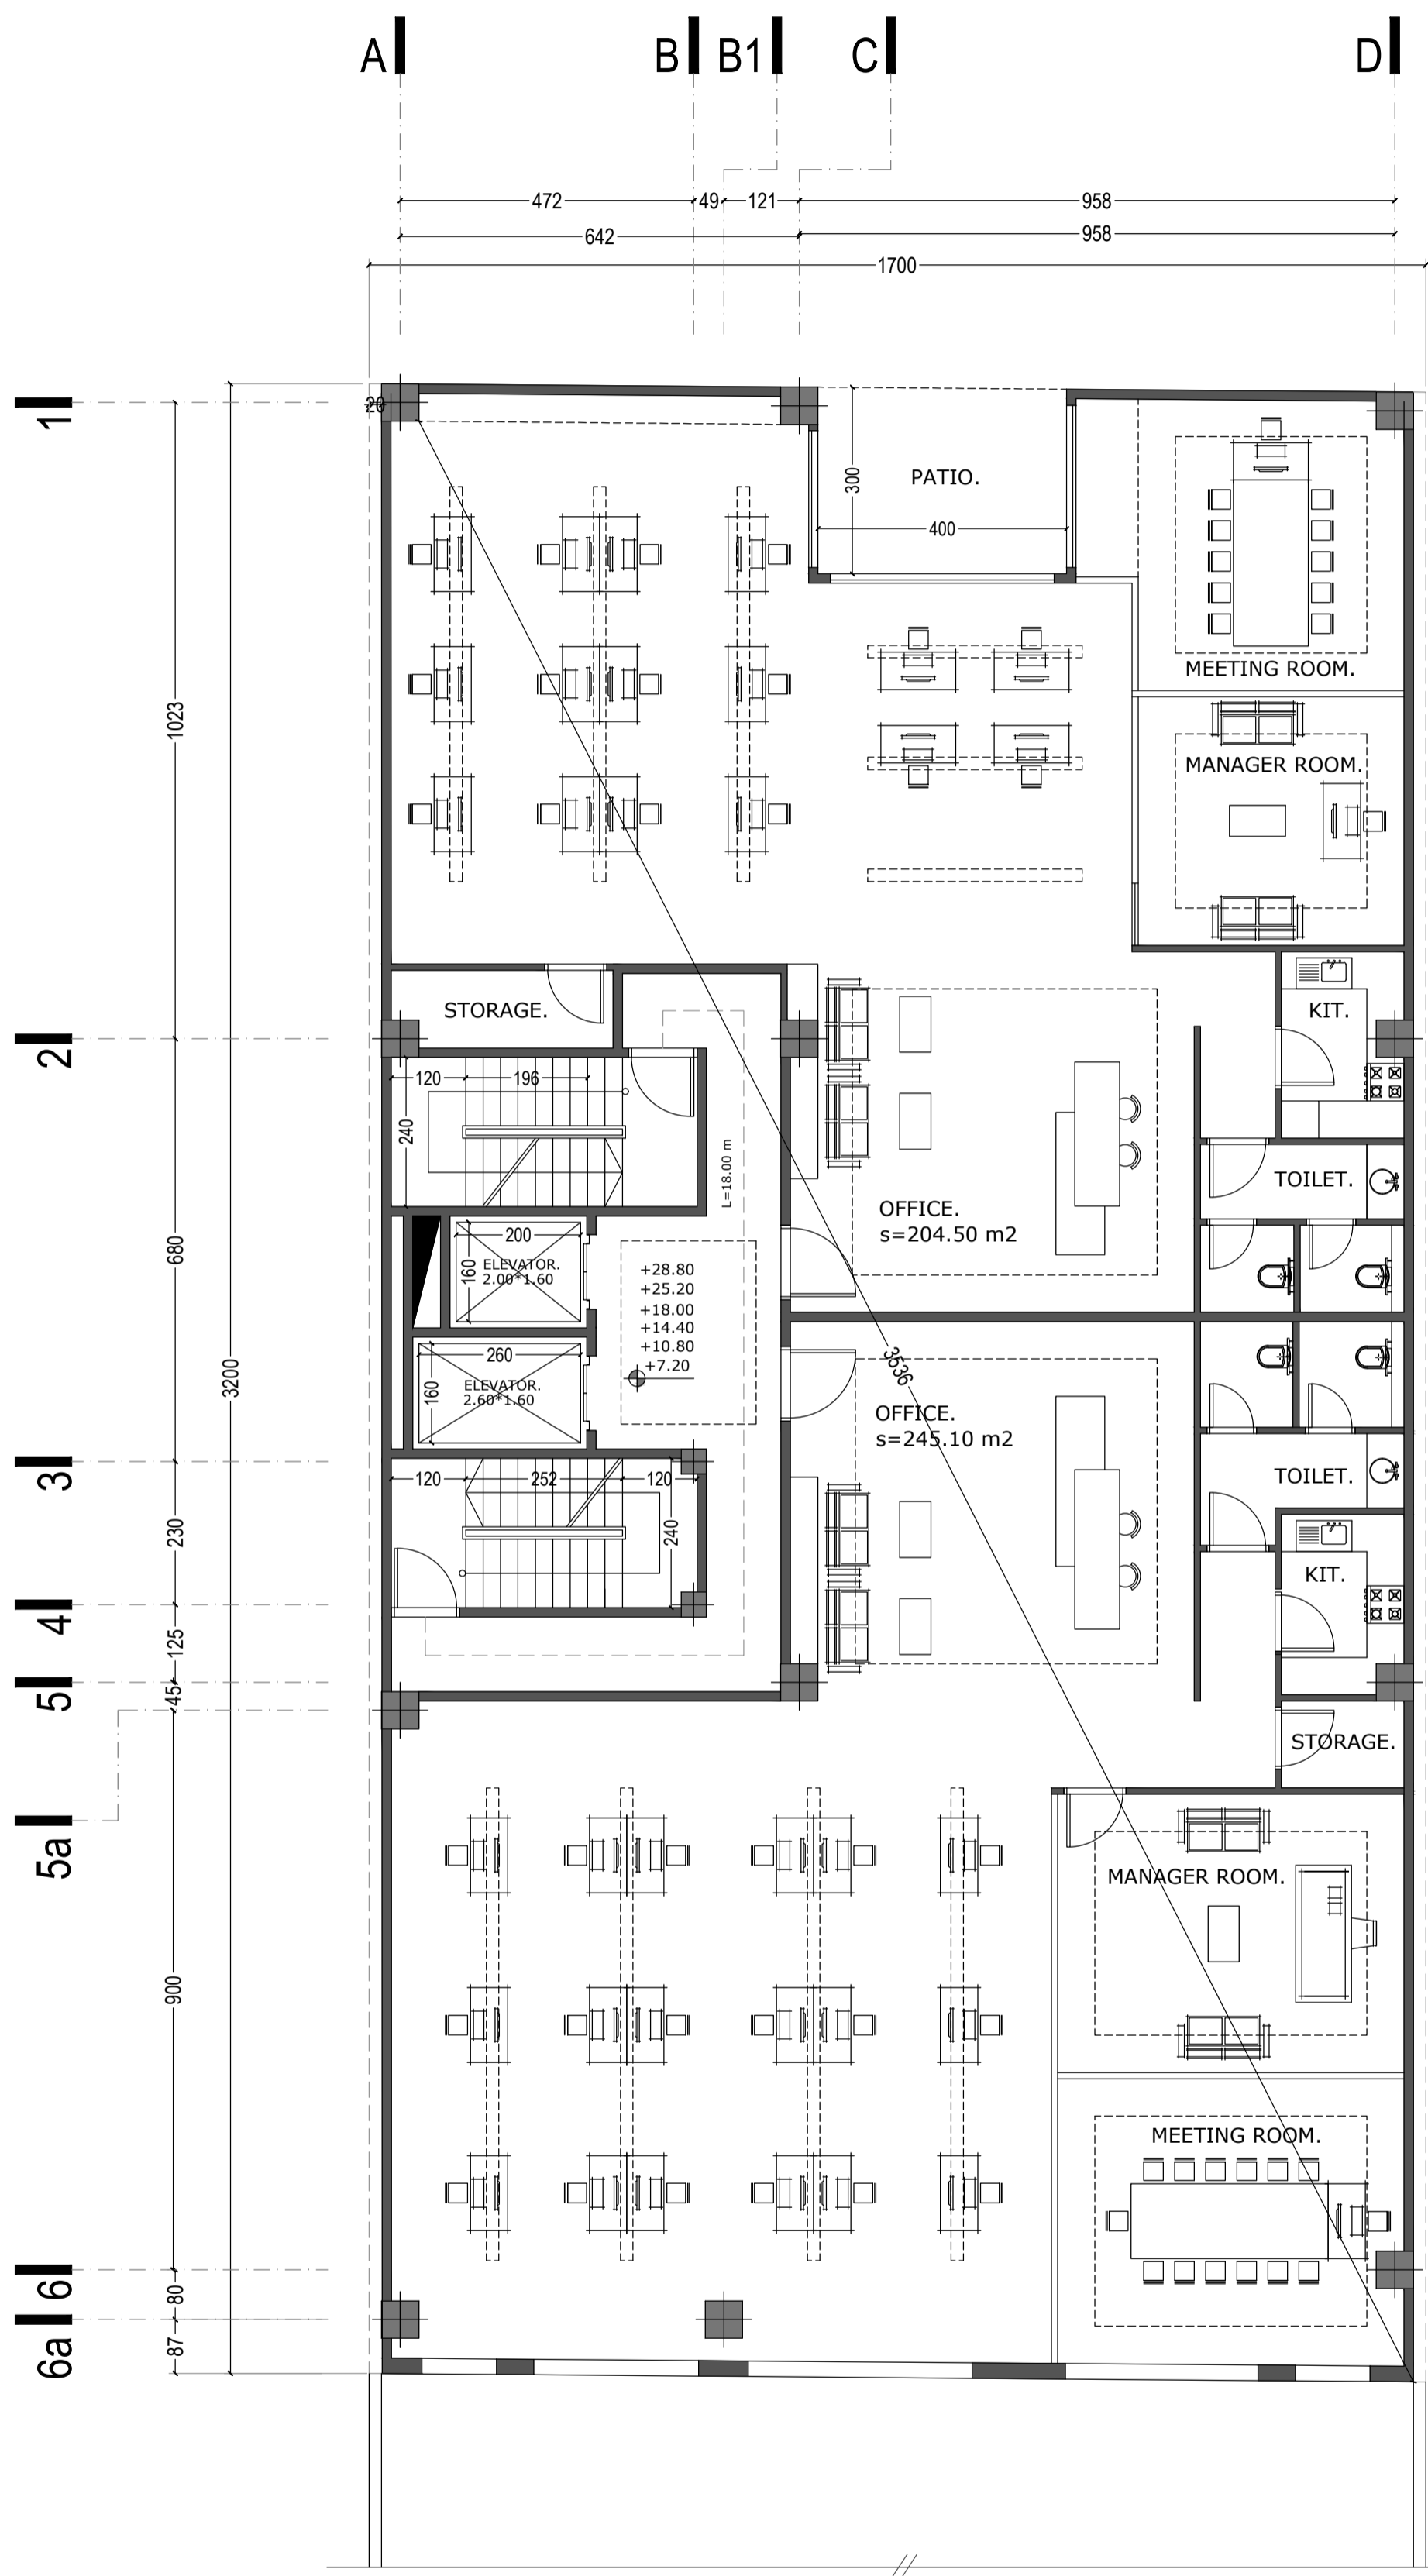 A B B1 C D
472 49 121 958
642 958
1700
1
20
300
PATIO.
400
MEETING ROOM.
1023
MANAGER ROOM.
STORAGE.
KIT.
2
120 196
240
L=18.00 m
TOILET.
OFFICE.
s=204.50 m2
680
200
160
ELEVATOR.
2.00*1.60
+28.80
+25.20
+18.00
+14.40
+10.80
+7.20
3200
260
160
ELEVATOR.
2.60*1.60
3536
OFFICE.
s=245.10 m2
3
120 252 120
240
TOILET.
230
KIT.
4
125
5
45
STORAGE.
5a
MANAGER ROOM.
900
MEETING ROOM.
6
80
6a
87